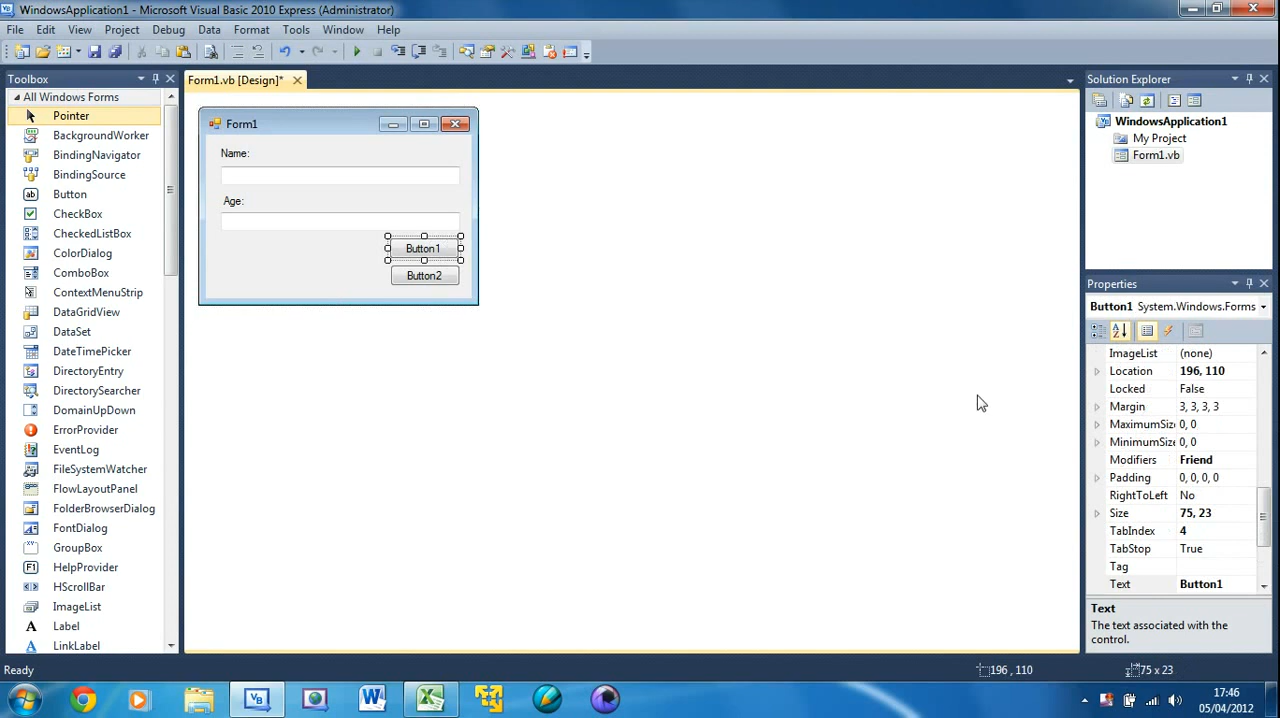 WindowsApplication1 - Microsoft Visual Basic 2010 Express (Administrator)
File Edit View Project Debug Data Format Tools Window Help
Toolbox
All Windows Forms
Pointer
BackgroundWorker
BindingNavigator
BindingSource
Button
CheckBox
CheckedListBox
ColorDialog
ComboBox
ContextMenuStrip
DataGridView
DataSet
DateTimePicker
DirectoryEntry
DirectorySearcher
DomainUpDown
ErrorProvider
EventLog
FileSystemWatcher
FlowLayoutPanel
FolderBrowserDialog
FontDialog
GroupBox
HelpProvider
HScrollBar
ImageList
Label
LinkLabel
Form1.vb [Design]*
Form1
Name:
Age:
Button1
Button2
Solution Explorer
WindowsApplication1
My Project
Form1.vb
Properties
Button1 System.Windows.Forms
ImageList (none)
Location 196, 110
Locked False
Margin 3, 3, 3, 3
MaximumSiz 0, 0
MinimumSiz 0, 0
Modifiers Friend
Padding 0, 0, 0, 0
RightToLeft No
Size 75, 23
TabIndex 4
TabStop True
Tag
Text Button1
Text
The text associated with the
control.
Ready
196 , 110
75 x 23
17:46
05/04/2012